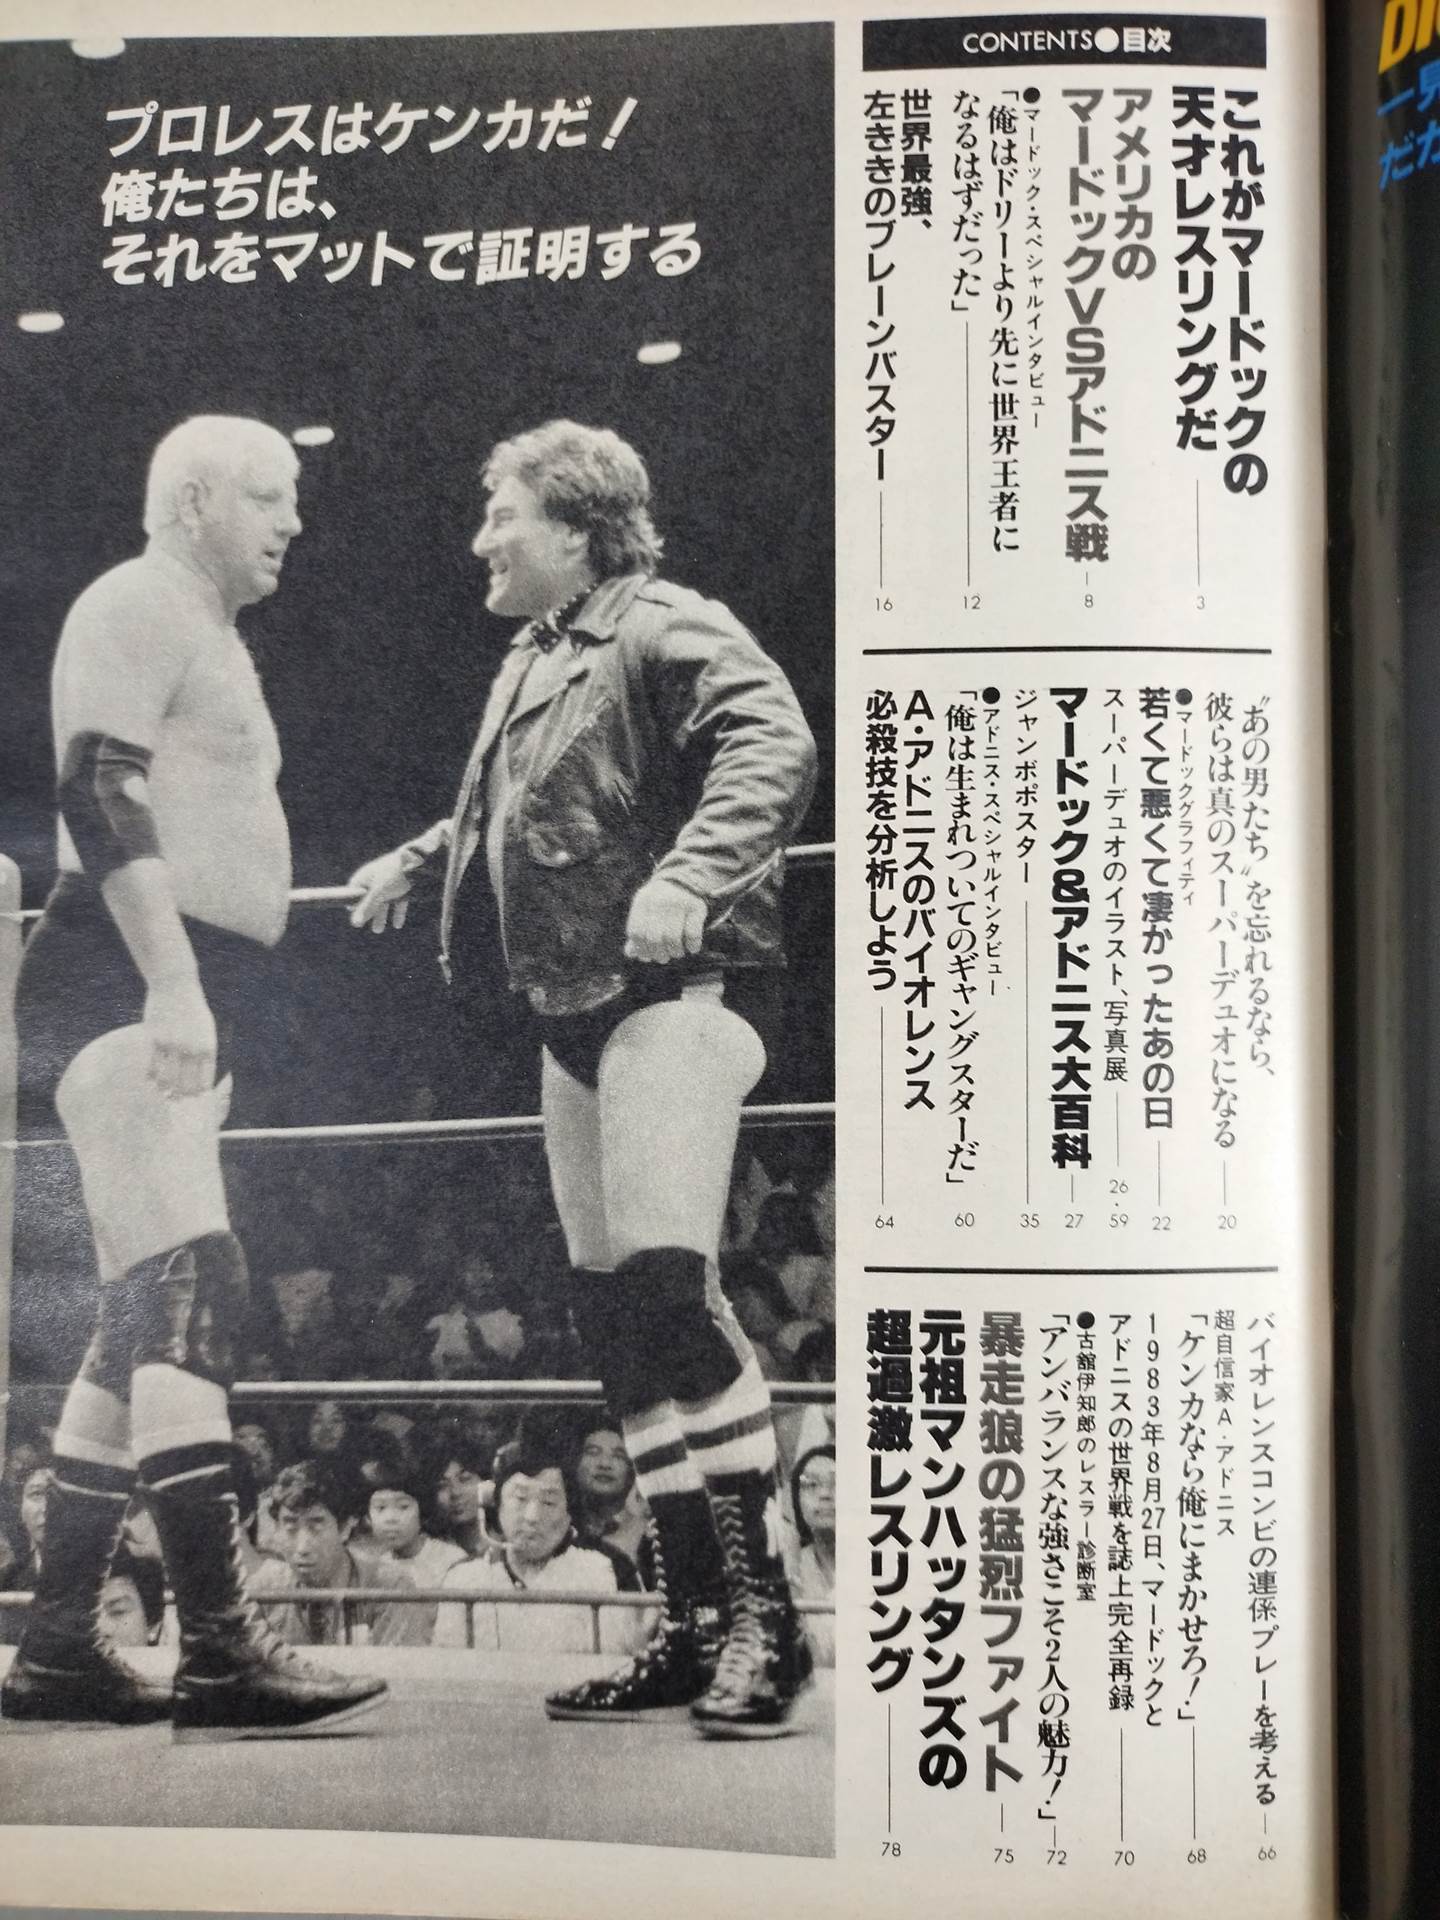 プロレスはケンカだ！
俺たちは、
それをマットで証明する
CONTENTS●目次
これがマードックの
天才レスリングだ
3
アメリカの
マードックVSアドニス戦
8
●マードック・スペシャルインタビュー
「俺はドリーより先に世界王者に
なるはずだった」
12
世界最強、
左ききのブレーンバスター
16
〝あの男たち〟を忘れるなら、
彼らは真のスーパーデュオになる
20
●マードックグラフィティ
若くて悪くて凄かったあの日
22
スーパーデュオのイラスト、写真展
26・59
マードック&アドニス大百科
27
ジャンボポスター
35
●アドニス・スペシャルインタビュー
「俺は生まれついてのギャングスターだ」
60
A・アドニスのバイオレンス
必殺技を分析しよう
64
バイオレンスコンビの連係プレーを考える
66
超自信家A・アドニス
「ケンカなら俺にまかせろ！」
68
1983年8月27日、マードックと
アドニスの世界戦を誌上完全再録
70
●古舘伊知郎のレスラー診断室
「アンバランスな強さこそ2人の魅力！」
72
暴走狼の猛烈ファイト
75
元祖マンハッタンズの
超過激レスリング
78